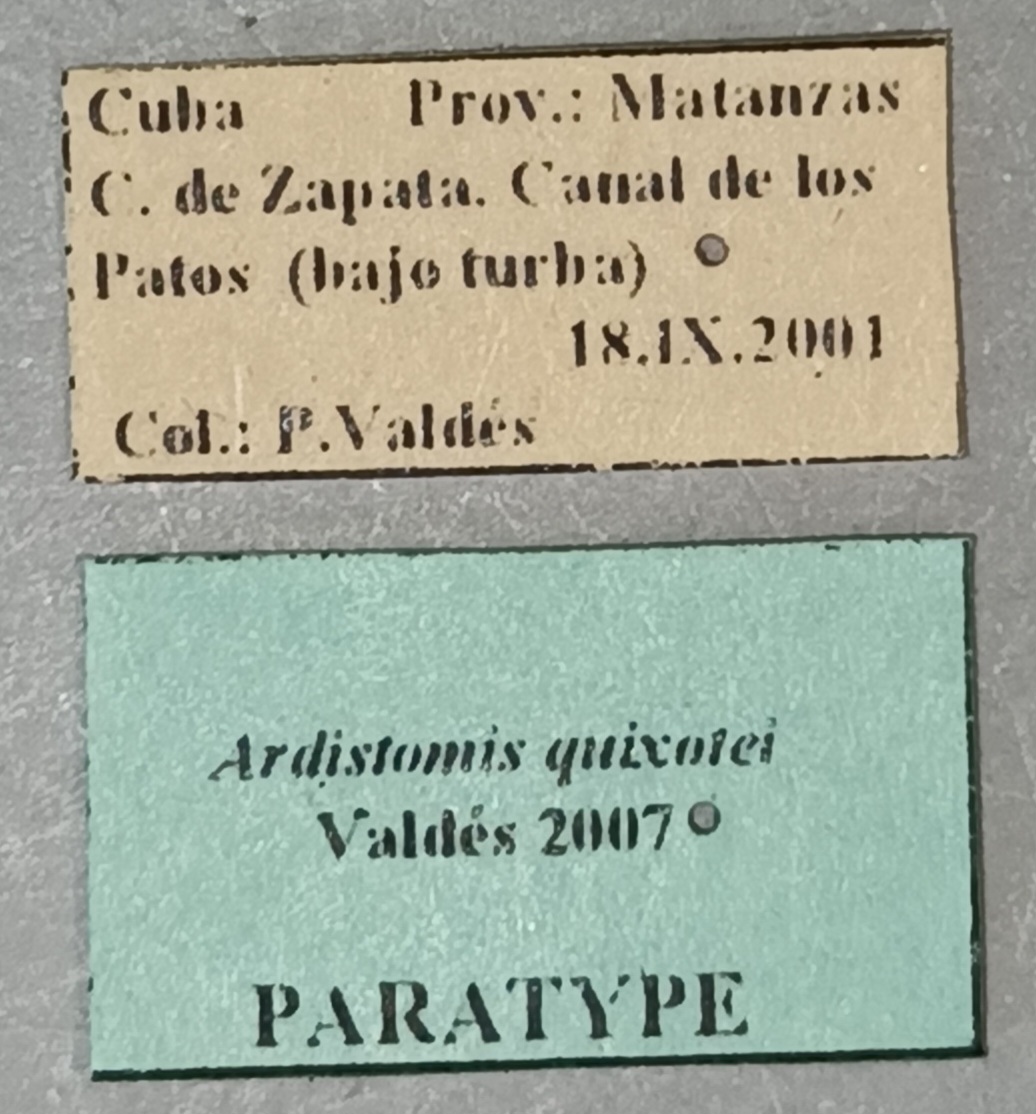 Cuba Prov.: Matanzas
C. de Zapata. Canal de los
Patos (bajo turba)
18.IX.2001
Col.: P.Valdés
Ardistomis quixotei
Valdés 2007
PARATYPE